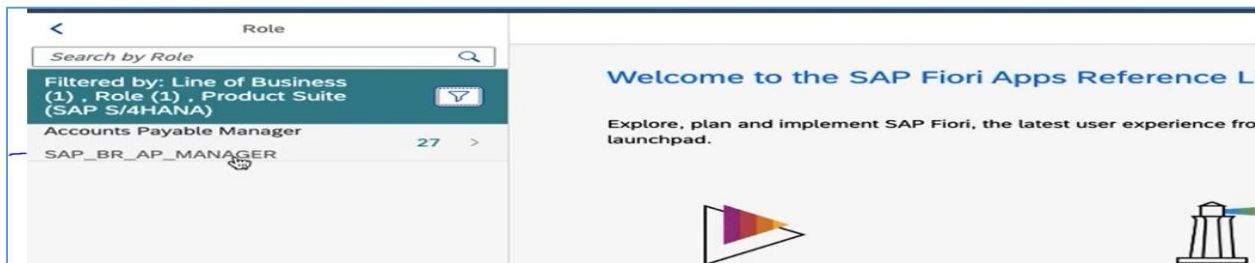 Role
Search by Role
Filtered by: Line of Business
(1) , Role (1) , Product Suite
(SAP S/4HANA)
Accounts Payable Manager
27
SAP_BR_AP_MANAGER
Welcome to the SAP Fiori Apps Reference L
Explore, plan and implement SAP Fiori, the latest user experience fro
launchpad.